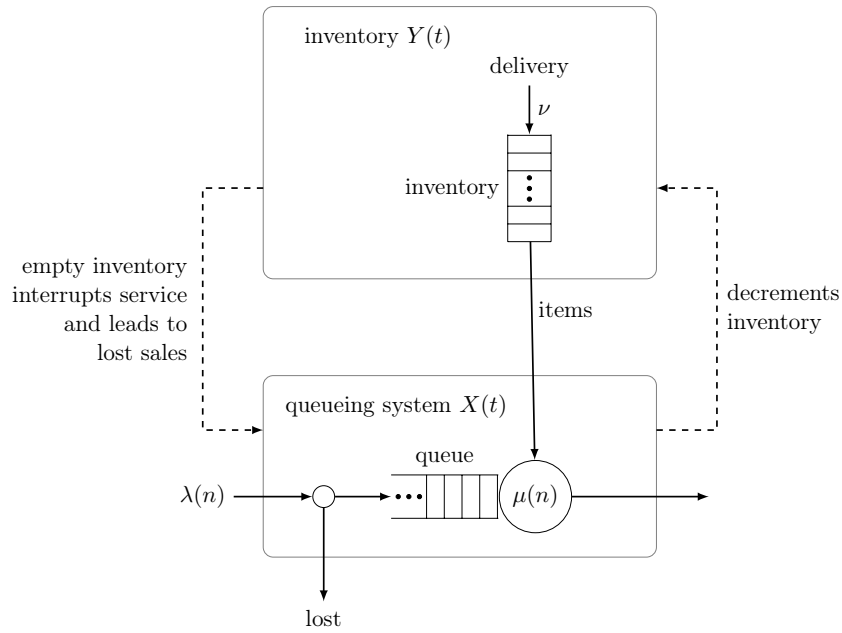 inventory Y(t)
delivery
ν
inventory
empty inventory
interrupts service
and leads to
lost sales
items
decrements
inventory
queueing system X(t)
queue
λ(n)
μ(n)
lost